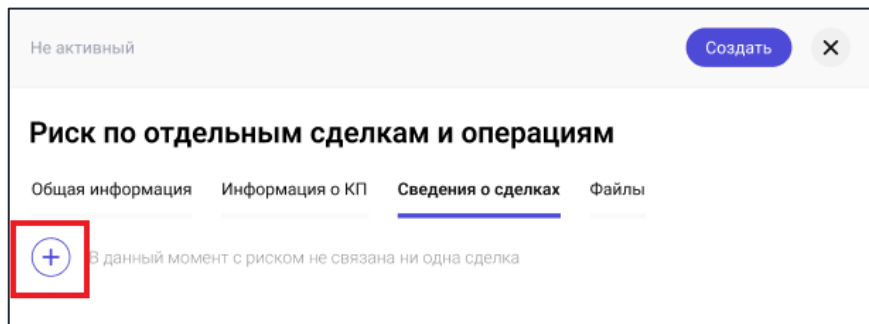 Не активный
Создать
Риск по отдельным сделкам и операциям
Общая информация Информация о КП Сведения о сделках Файлы
В данный момент с риском не связана ни одна сделка